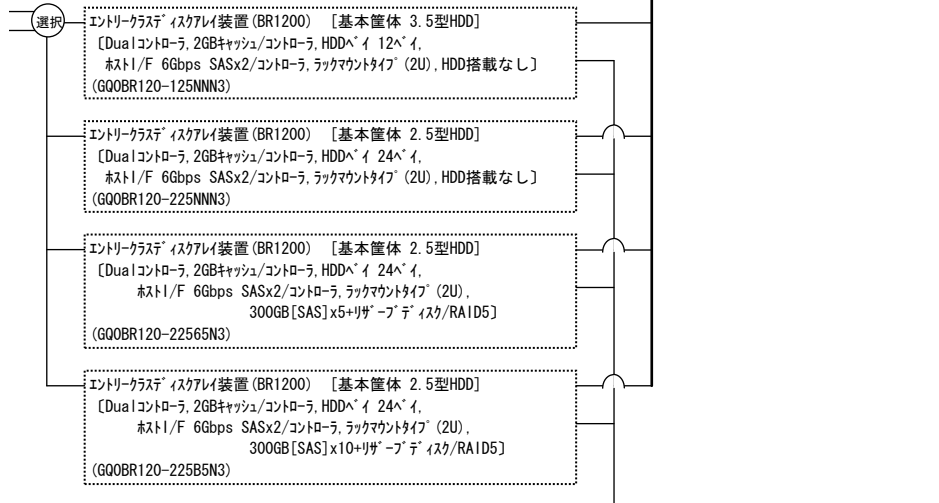 選択
ｴﾝﾄﾘｰｸﾗｽﾃﾞｨｽｸｱﾚｲ装置(BR1200)　[基本筐体 3.5型HDD]
〔Dualｺﾝﾄﾛｰﾗ,2GBｷｬｯｼｭ/ｺﾝﾄﾛｰﾗ,HDDﾍﾞｲ 12ﾍﾞｲ,
ﾎｽﾄI/F 6Gbps SASx2/ｺﾝﾄﾛｰﾗ,ﾗｯｸﾏｳﾝﾄﾀｲﾌﾟ(2U),HDD搭載なし〕
(GQOBR120-125NNN3)
ｴﾝﾄﾘｰｸﾗｽﾃﾞｨｽｸｱﾚｲ装置(BR1200)　[基本筐体 2.5型HDD]
〔Dualｺﾝﾄﾛｰﾗ,2GBｷｬｯｼｭ/ｺﾝﾄﾛｰﾗ,HDDﾍﾞｲ 24ﾍﾞｲ,
ﾎｽﾄI/F 6Gbps SASx2/ｺﾝﾄﾛｰﾗ,ﾗｯｸﾏｳﾝﾄﾀｲﾌﾟ(2U),HDD搭載なし〕
(GQOBR120-225NNN3)
ｴﾝﾄﾘｰｸﾗｽﾃﾞｨｽｸｱﾚｲ装置(BR1200)　[基本筐体 2.5型HDD]
〔Dualｺﾝﾄﾛｰﾗ,2GBｷｬｯｼｭ/ｺﾝﾄﾛｰﾗ,HDDﾍﾞｲ 24ﾍﾞｲ,
ﾎｽﾄI/F 6Gbps SASx2/ｺﾝﾄﾛｰﾗ,ﾗｯｸﾏｳﾝﾄﾀｲﾌﾟ(2U),
300GB[SAS]x5+ﾘｻﾞｰﾌﾞﾃﾞｨｽｸ/RAID5〕
(GQOBR120-22565N3)
ｴﾝﾄﾘｰｸﾗｽﾃﾞｨｽｸｱﾚｲ装置(BR1200)　[基本筐体 2.5型HDD]
〔Dualｺﾝﾄﾛｰﾗ,2GBｷｬｯｼｭ/ｺﾝﾄﾛｰﾗ,HDDﾍﾞｲ 24ﾍﾞｲ,
ﾎｽﾄI/F 6Gbps SASx2/ｺﾝﾄﾛｰﾗ,ﾗｯｸﾏｳﾝﾄﾀｲﾌﾟ(2U),
300GB[SAS]x10+ﾘｻﾞｰﾌﾞﾃﾞｨｽｸ/RAID5〕
(GQOBR120-225B5N3)